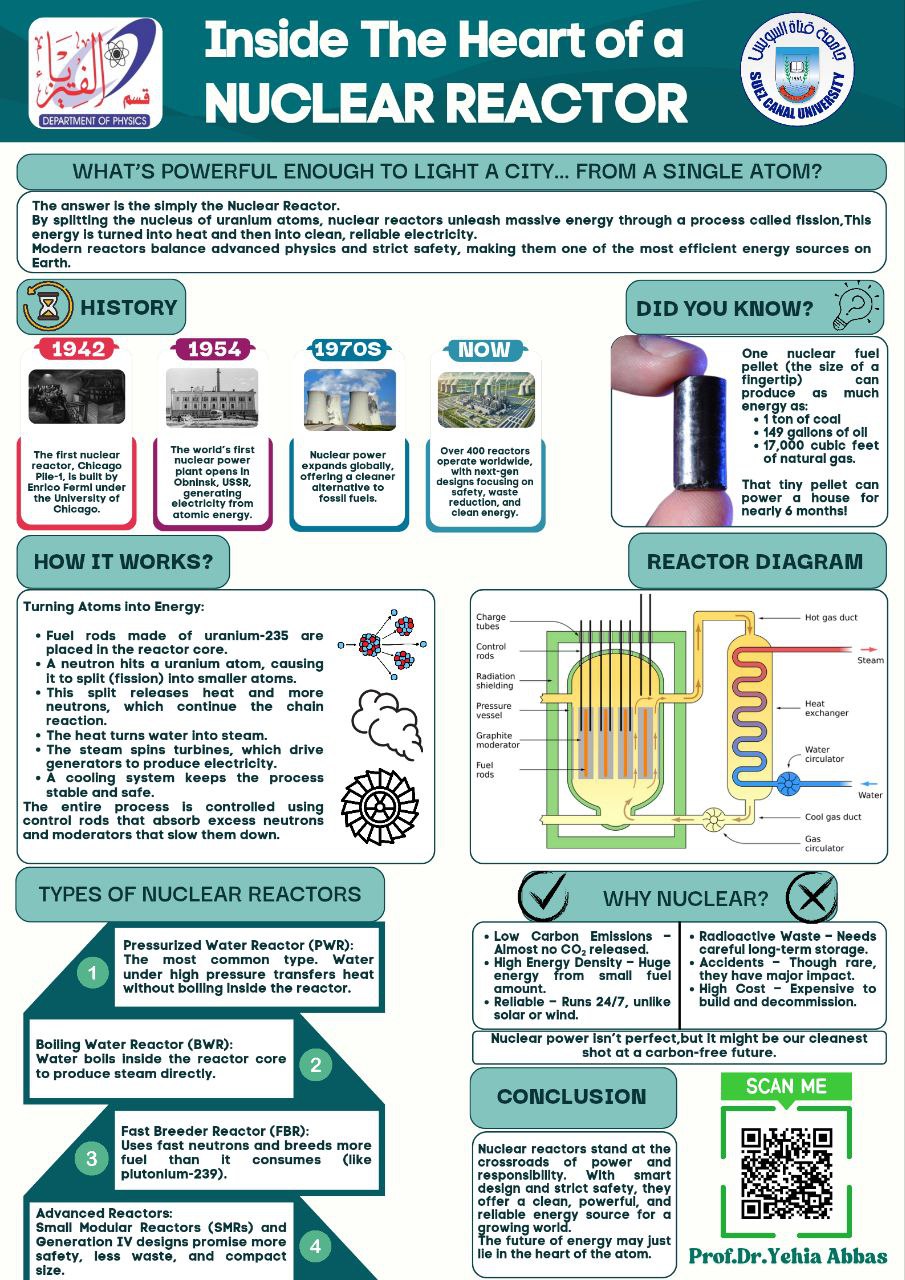 الفيزياء
قسم
DEPARTMENT OF PHYSICS
Inside The Heart of a
NUCLEAR REACTOR
جامعة قناة السويس
SUEZ CANAL UNIVERSITY
WHAT'S POWERFUL ENOUGH TO LIGHT A CITY... FROM A SINGLE ATOM?
The answer is the simply the Nuclear Reactor.
By splitting the nucleus of uranium atoms, nuclear reactors unleash massive energy through a process called fission,This
energy is turned into heat and then into clean, reliable electricity.
Modern reactors balance advanced physics and strict safety, making them one of the most efficient energy sources on
Earth.
HISTORY
1942
The first nuclear
reactor, Chicago
Pile-1, is built by
Enrico Fermi under
the University of
Chicago.
1954
The world's first
nuclear power
plant opens in
Obninsk, USSR,
generating
electricity from
atomic energy.
1970S
Nuclear power
expands globally,
offering a cleaner
alternative to
fossil fuels.
NOW
Over 400 reactors
operate worldwide,
with next-gen
designs focusing on
safety, waste
reduction, and
clean energy.
DID YOU KNOW?
One nuclear fuel
pellet (the size of a
fingertip) can
produce as much
energy as:
• 1 ton of coal
• 149 gallons of oil
• 17,000 cubic feet
of natural gas.
That tiny pellet can
power a house for
nearly 6 months!
HOW IT WORKS?
Turning Atoms into Energy:
• Fuel rods made of uranium-235 are
placed in the reactor core.
• A neutron hits a uranium atom, causing
it to split (fission) into smaller atoms.
• This split releases heat and more
neutrons, which continue the chain
reaction.
• The heat turns water into steam.
• The steam spins turbines, which drive
generators to produce electricity.
• A cooling system keeps the process
stable and safe.
The entire process is controlled using
control rods that absorb excess neutrons
and moderators that slow them down.
REACTOR DIAGRAM
Charge
tubes
Control
rods
Radiation
shielding
Pressure
vessel
Graphite
moderator
Fuel
rods
Hot gas duct
Steam
Heat
exchanger
Water
circulator
Water
Cool gas duct
Gas
circulator
TYPES OF NUCLEAR REACTORS
1
Pressurized Water Reactor (PWR):
The most common type. Water
under high pressure transfers heat
without boiling inside the reactor.
Boiling Water Reactor (BWR):
Water boils inside the reactor core
to produce steam directly.
2
3
Fast Breeder Reactor (FBR):
Uses fast neutrons and breeds more
fuel than it consumes (like
plutonium-239).
Advanced Reactors:
Small Modular Reactors (SMRs) and
Generation IV designs promise more
safety, less waste, and compact
size.
4
WHY NUCLEAR?
• Low Carbon Emissions –
Almost no CO₂ released.
• High Energy Density – Huge
energy from small fuel
amount.
• Reliable – Runs 24/7, unlike
solar or wind.
• Radioactive Waste – Needs
careful long-term storage.
• Accidents – Though rare,
they have major impact.
• High Cost – Expensive to
build and decommission.
Nuclear power isn't perfect,but it might be our cleanest
shot at a carbon-free future.
CONCLUSION
Nuclear reactors stand at the
crossroads of power and
responsibility. With smart
design and strict safety, they
offer a clean, powerful, and
reliable energy source for a
growing world.
The future of energy may just
lie in the heart of the atom.
SCAN ME
Prof.Dr.Yehia Abbas